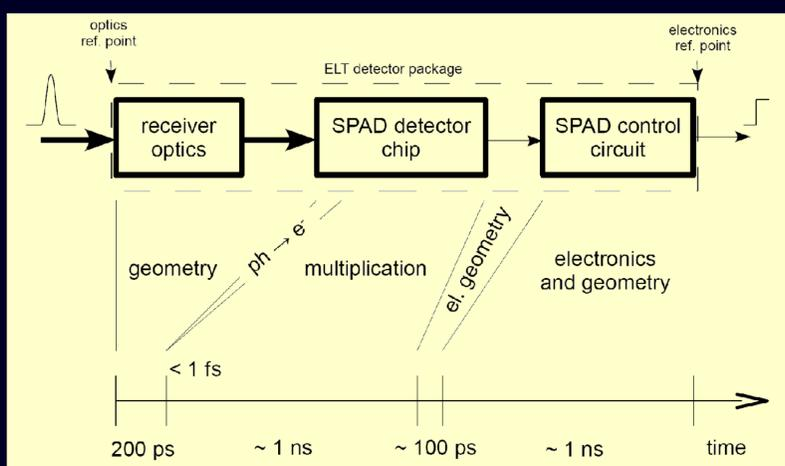 optics
ref. point
electronics
ref. point
ELT detector package
receiver
optics
SPAD detector
chip
SPAD control
circuit
geometry
ph → e-
multiplication
el. geometry
electronics
and geometry
< 1 fs
200 ps
~ 1 ns
~ 100 ps
~ 1 ns
time